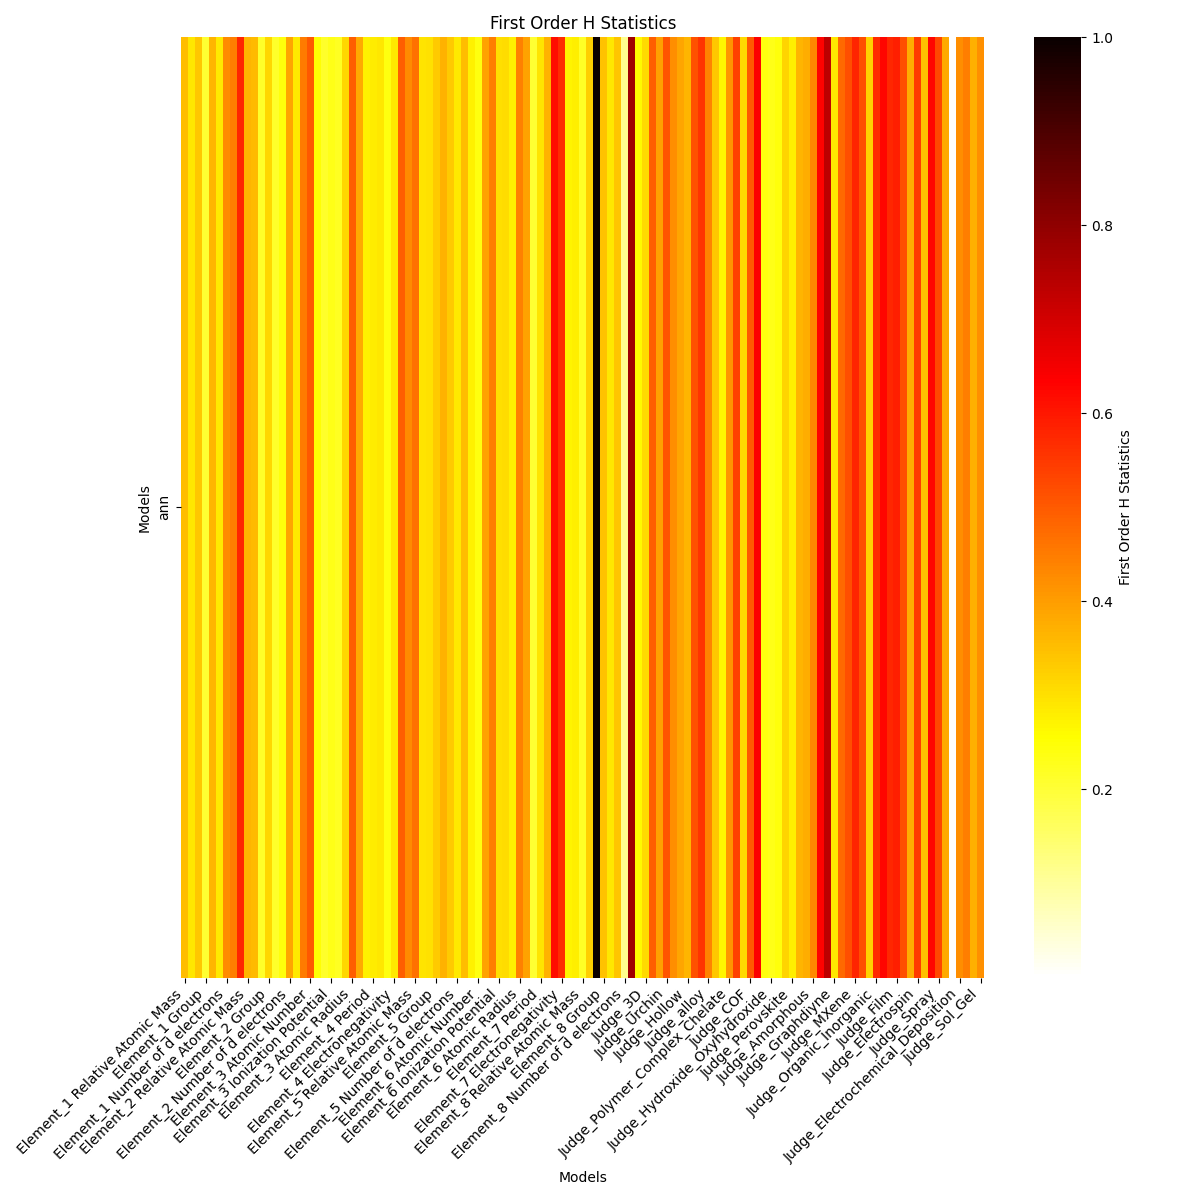 First Order H Statistics
Models
ann
Element_1 Relative Atomic Mass
Element_1 Group
Element_1 Number of d electrons
Element_2 Relative Atomic Mass
Element_2 Group
Element_2 Number of d electrons
Element_3 Atomic Number
Element_3 Ionization Potential
Element_3 Atomic Radius
Element_4 Period
Element_4 Electronegativity
Element_5 Relative Atomic Mass
Element_5 Group
Element_5 Number of d electrons
Element_6 Atomic Number
Element_6 Ionization Potential
Element_6 Atomic Radius
Element_7 Period
Element_7 Electronegativity
Element_8 Relative Atomic Mass
Element_8 Group
Element_8 Number of d electrons
Judge_3D
Judge_Urchin
Judge_Hollow
Judge_alloy
Judge_Polymer_Complex_Chelate
Judge_COF
Judge_Hydroxide_Oxyhydroxide
Judge_Perovskite
Judge_Amorphous
Judge_Graphdiyne
Judge_MXene
Judge_Organic_Inorganic
Judge_Film
Judge_Electrospin
Judge_Spray
Judge_Electrochemical_Deposition
Judge_Sol_Gel
Models
1.0
0.8
0.6
0.4
0.2
First Order H Statistics